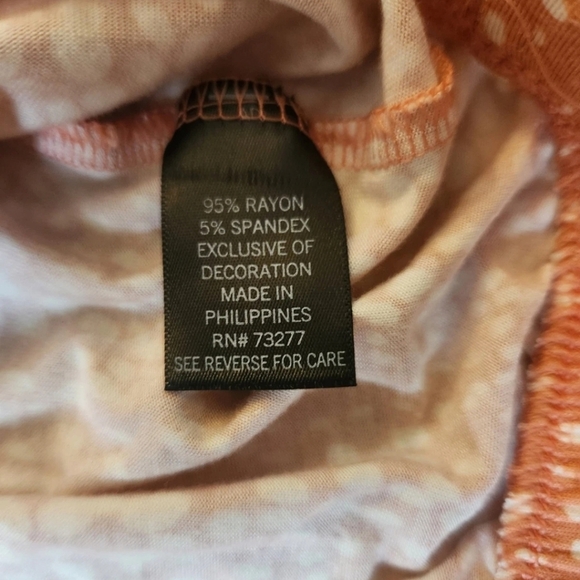 95% RAYON
5% SPANDEX
EXCLUSIVE OF
DECORATION
MADE IN
PHILIPPINES
RN# 73277
SEE REVERSE FOR CARE